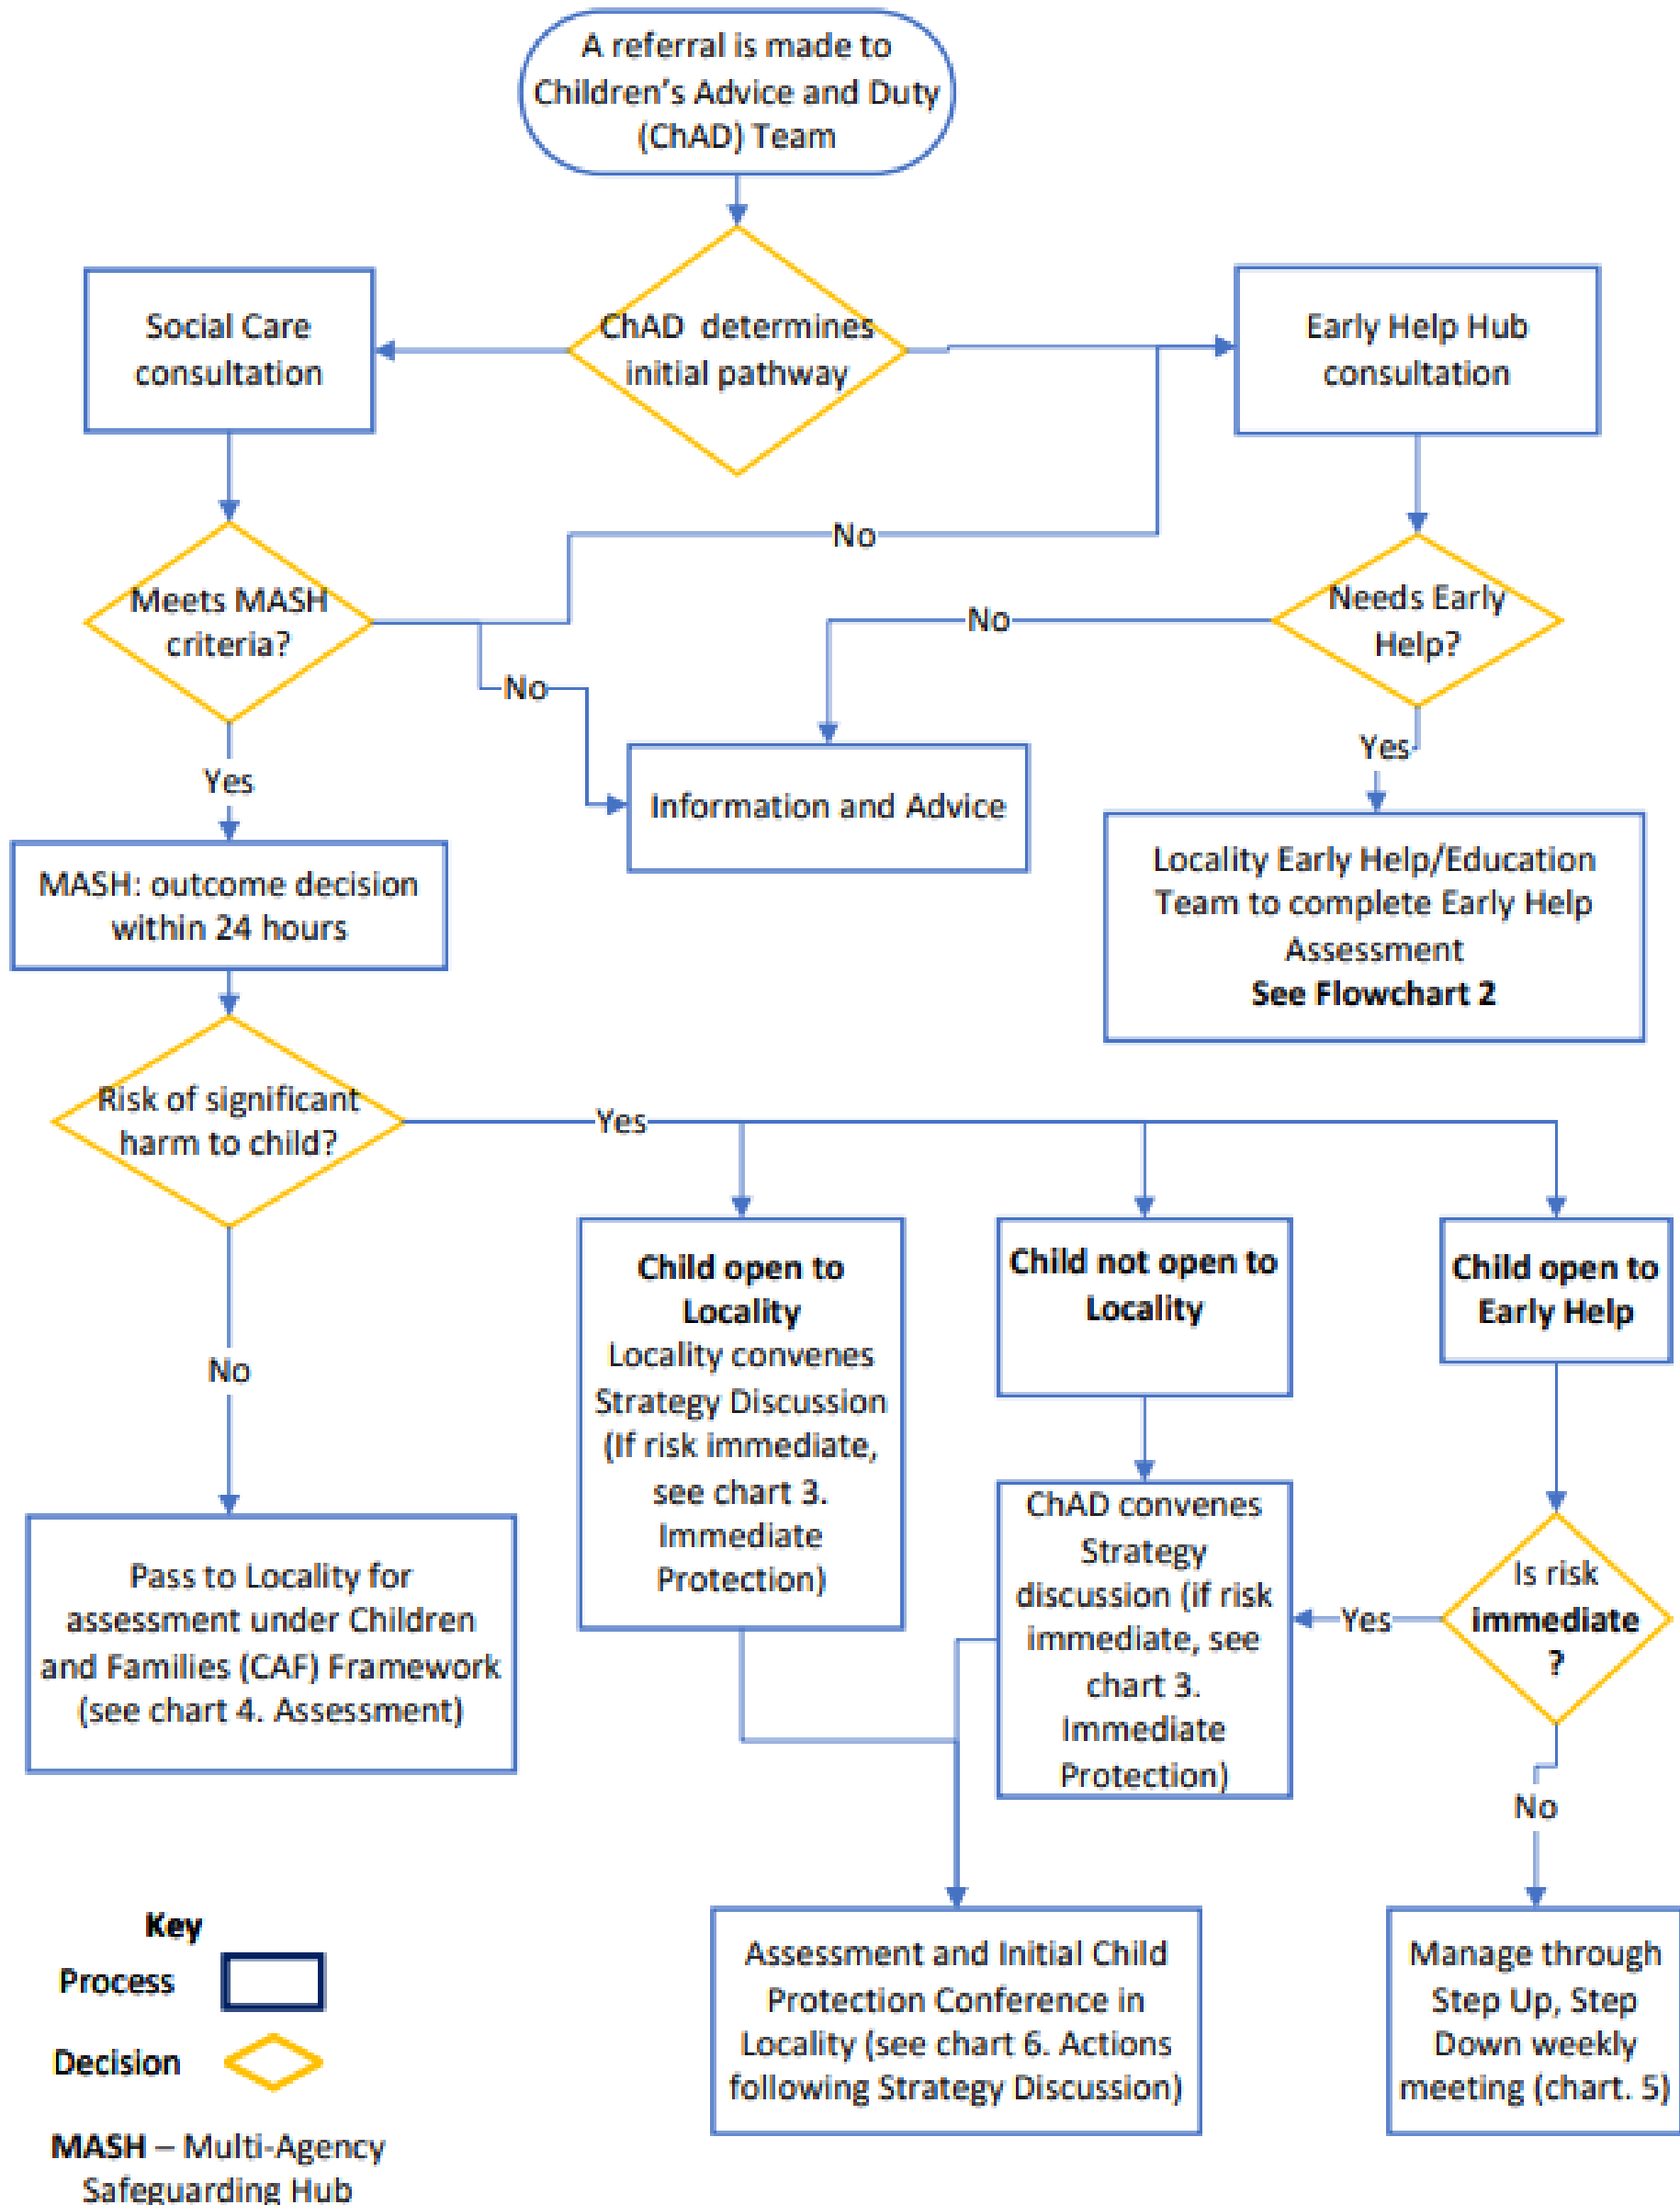 A referral is made to
Children's Advice and Duty
(ChAD) Team
Social Care
consultation
ChAD determines
initial pathway
Early Help Hub
consultation
No
Meets MASH
criteria?
No
Needs Early
Help?
No
Yes
Yes
Information and Advice
MASH: outcome decision
within 24 hours
Locality Early Help/Education
Team to complete Early Help
Assessment
See Flowchart 2
Risk of significant
harm to child?
Yes
No
Child open to
Locality
Locality convenes
Strategy Discussion
(If risk immediate,
see chart 3.
Immediate
Protection)
Child not open to
Locality
Child open to
Early Help
ChAD convenes
Strategy
discussion (if risk
immediate, see
chart 3.
Immediate
Protection)
Yes
Is risk
immediate
?
No
Pass to Locality for
assessment under Children
and Families (CAF) Framework
(see chart 4. Assessment)
Assessment and Initial Child
Protection Conference in
Locality (see chart 6. Actions
following Strategy Discussion)
Manage through
Step Up, Step
Down weekly
meeting (chart. 5)
Key
Process
Decision
MASH – Multi-Agency
Safeguarding Hub